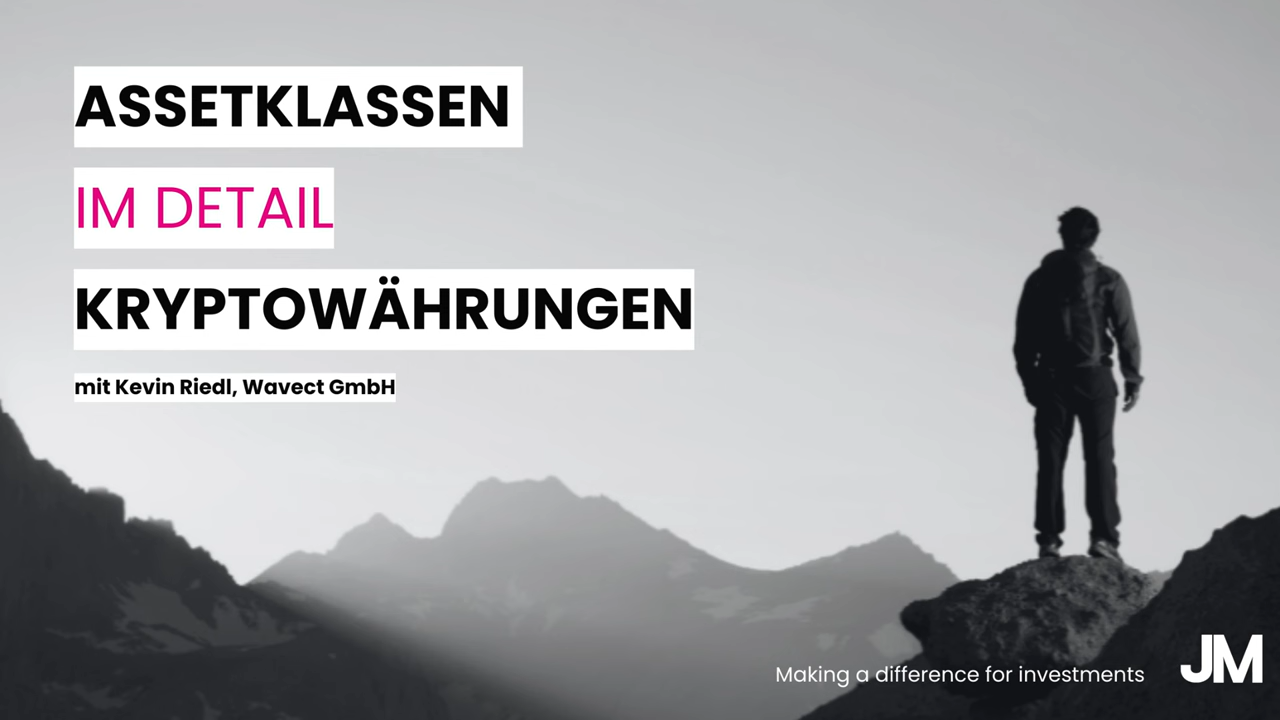 ASSETKLASSEN
IM DETAIL
KRYPTOWÄHRUNGEN
mit Kevin Riedl, Wavect GmbH
Making a difference for investments
JM